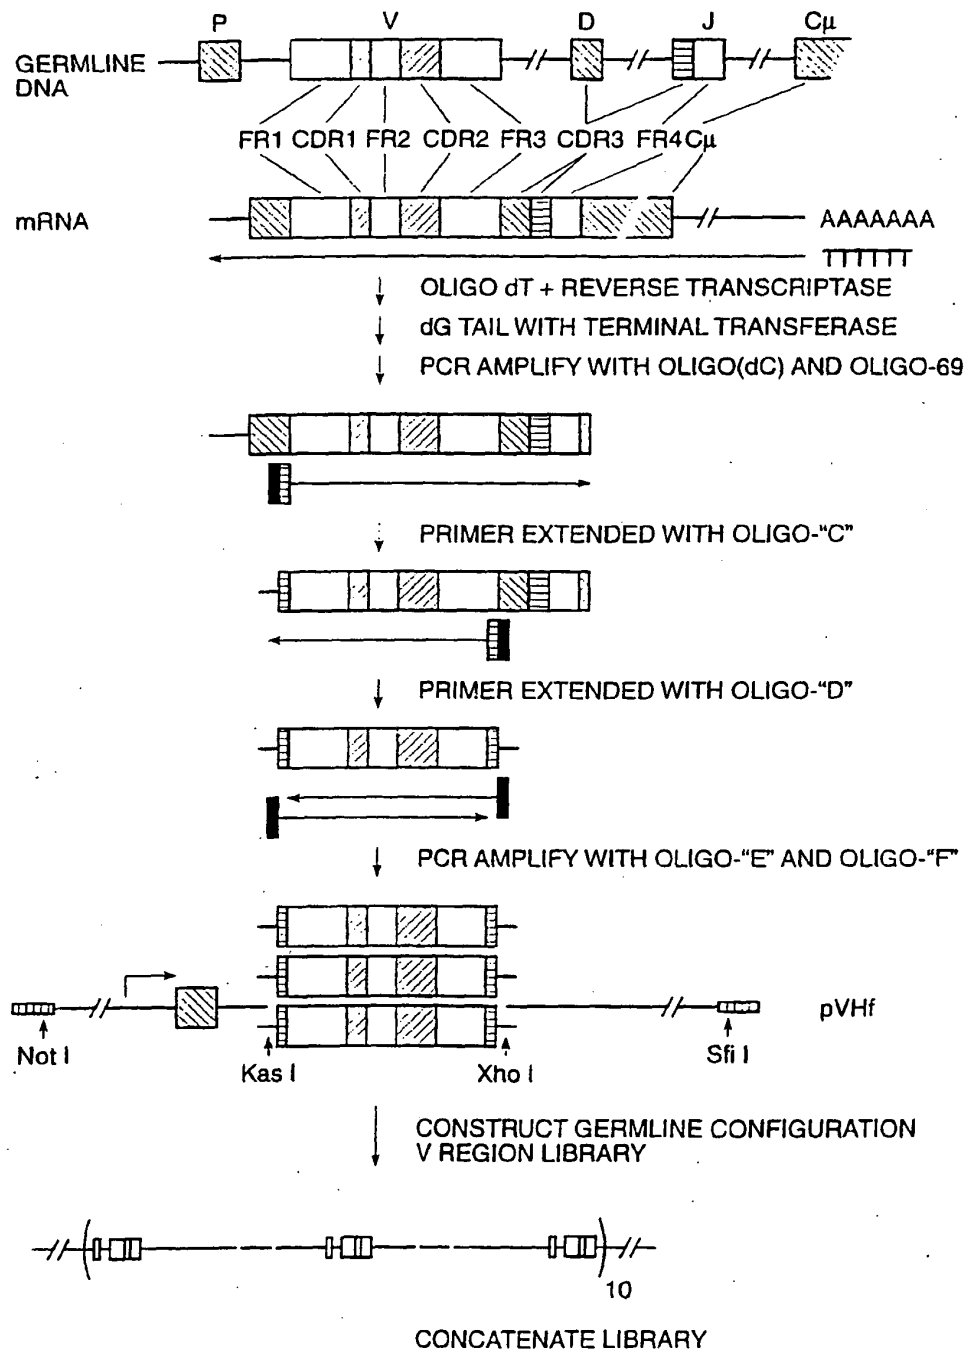 P V D J Cμ
GERMLINE
DNA
FR1 CDR1 FR2 CDR2 FR3 CDR3 FR4 Cμ
mRNA AAAAAAA
TTTTTT
OLIGO dT + REVERSE TRANSCRIPTASE
dG TAIL WITH TERMINAL TRANSFERASE
PCR AMPLIFY WITH OLIGO(dC) AND OLIGO-69
PRIMER EXTENDED WITH OLIGO-"C"
PRIMER EXTENDED WITH OLIGO-"D"
PCR AMPLIFY WITH OLIGO-"E" AND OLIGO-"F"
pVHf
Not I Kas I Xho I Sfi I
CONSTRUCT GERMLINE CONFIGURATION
V REGION LIBRARY
10
CONCATENATE LIBRARY